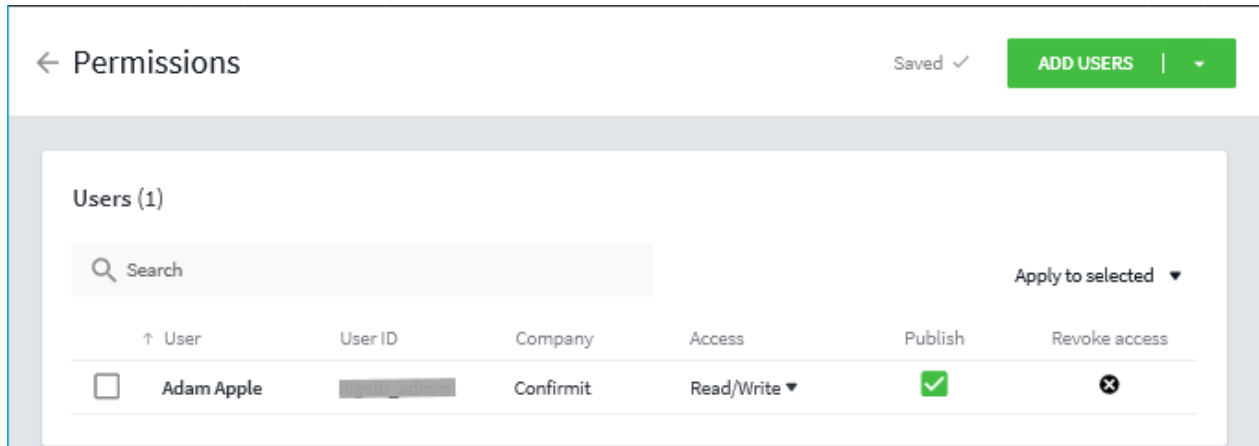 Permissions
Saved
ADD USERS
Users (1)
Search
Apply to selected
User User ID Company Access Publish Revoke access
Adam Apple Confirmit Read/Write